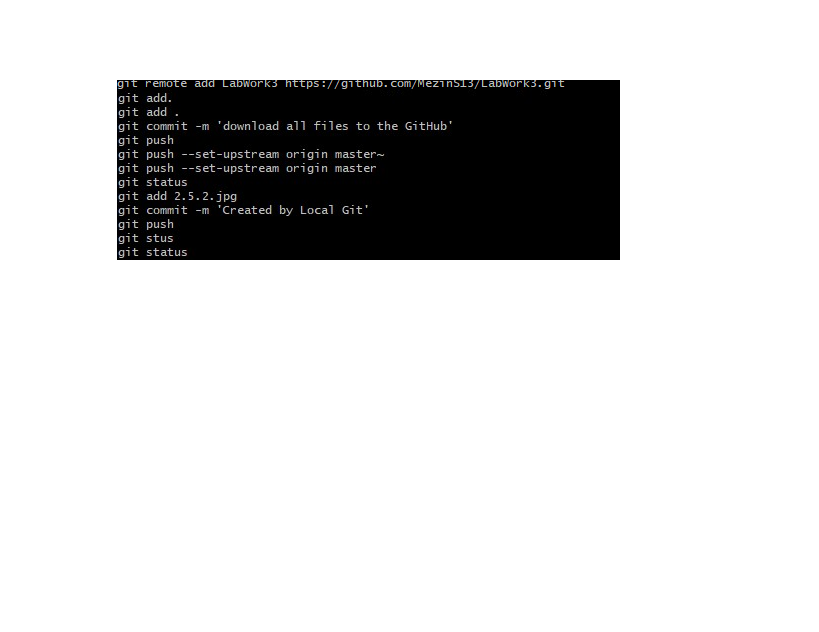 git remote add LabWork3 https://github.com/MezinS13/LabWork3.git
git add.
git add .
git commit -m 'download all files to the GitHub'
git push
git push --set-upstream origin master~
git push --set-upstream origin master
git status
git add 2.5.2.jpg
git commit -m 'Created by Local Git'
git push
git stus
git status